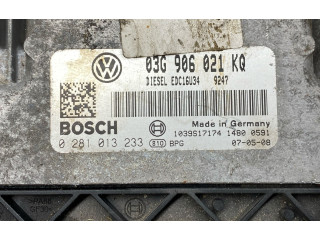 03G 906 021 KQ
DIESEL EDC16U34 9247
BOSCH
Made in Germany
1039S17174 1480 0591
0 281 013 233 810 BPG 07-05-08